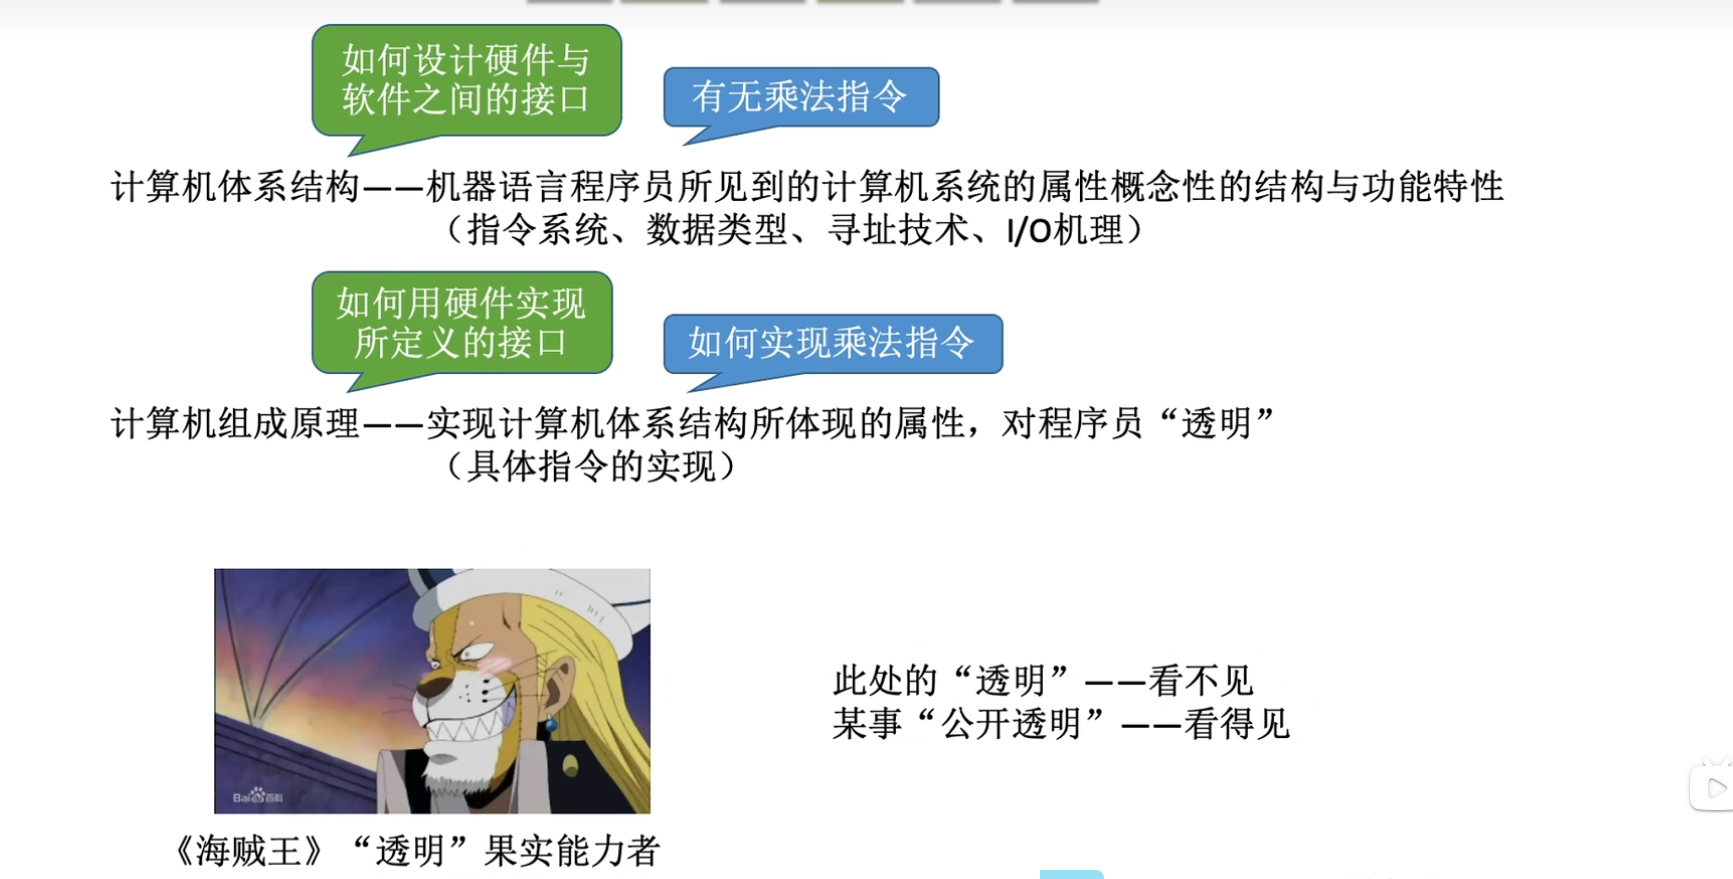 如何设计硬件与
软件之间的接口
有无乘法指令
计算机体系结构——机器语言程序员所见到的计算机系统的属性概念性的结构与功能特性
（指令系统、数据类型、寻址技术、I/O机理）
如何用硬件实现
所定义的接口
如何实现乘法指令
计算机组成原理——实现计算机体系结构所体现的属性，对程序员“透明”
（具体指令的实现）
此处的“透明”——看不见
某事“公开透明”——看得见
Bai百科
《海贼王》“透明”果实能力者